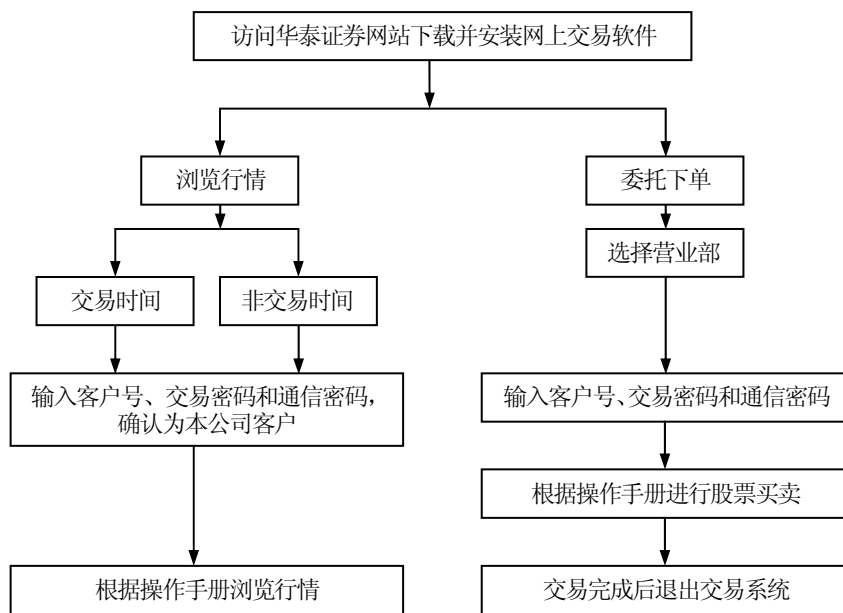 访问华泰证券网站下载并安装网上交易软件
浏览行情
委托下单
选择营业部
交易时间
非交易时间
输入客户号、交易密码和通信密码，
确认为本公司客户
输入客户号、交易密码和通信密码
根据操作手册进行股票买卖
根据操作手册浏览行情
交易完成后退出交易系统